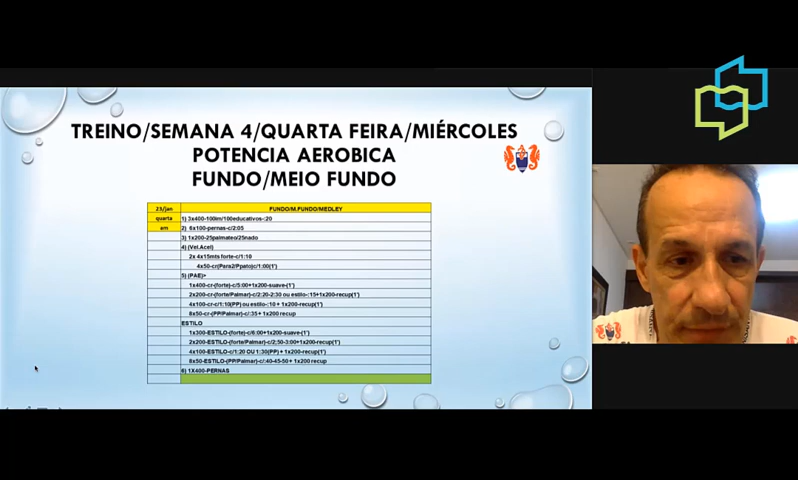 TREINO/SEMANA 4/QUARTA FEIRA/MIÉRCOLES
POTENCIA AEROBICA
FUNDO/MEIO FUNDO
23/jan FUNDO/M.FUNDO/MEDLEY
quarta 1) 3x400-100lim/100educativos-:20
am 2) 6x100-pernas-c/2:05
3) 1x200-25palmateo/25nado
4) (Vel.Acel)
2x 4x15mts forte-c/1:10
4x50-cr(Para2/Ppato)c/1:00(1')
5) (PAE)=
1x400-cr-(forte)-c/5:00+1x200-suave-(1')
2x200-cr-(forte/Palmar)-c/2:20-2:30 ou estilo-:15+1x200-recup(1')
4x100-cr-c/1:10(PP) ou estilo-:10 + 1x200-recup(1')
8x50-cr-(PP/Palmar)-c/:35 + 1x200 recup
ESTILO
1x300-ESTILO-(forte)-c/6:00+1x200-suave-(1')
2x200-ESTILO-(forte/Palmar)-c/2;50-3:00+1x200-recup(1')
4x100-ESTILO-c/1:20 OU 1:30(PP) + 1x200-recup(1')
8x50-ESTILO-(PP/Palmar)-c/:40-45-50 + 1x200 recup
6) 1X400-PERNAS